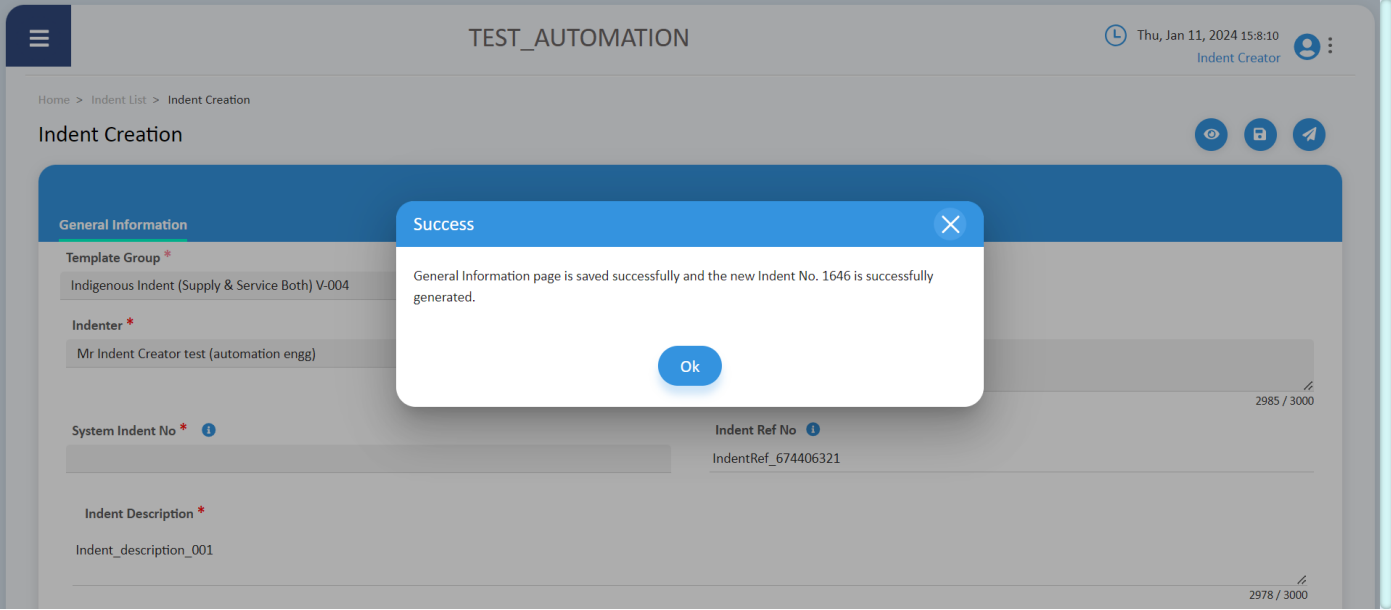 TEST_AUTOMATION
Thu, Jan 11, 2024 15:8:10
Indent Creator
Home > Indent List > Indent Creation
Indent Creation
General Information
Template Group *
Indigenous Indent (Supply & Service Both) V-004
Indenter *
Mr Indent Creator test (automation engg)
2985 / 3000
Success
General Information page is saved successfully and the new Indent No. 1646 is successfully
generated.
Ok
System Indent No *
Indent Ref No
IndentRef_674406321
Indent Description *
Indent_description_001
2978 / 3000